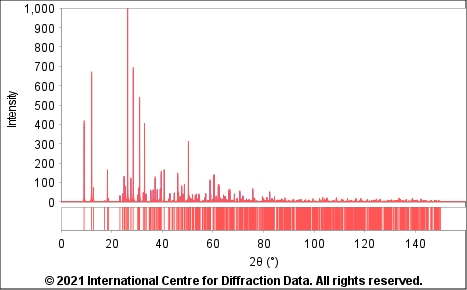 1,000
900
800
700
600
500
400
300
200
100
0
Intensity
0 20 40 60 80 100 120 140
2θ (°)
© 2021 International Centre for Diffraction Data. All rights reserved.